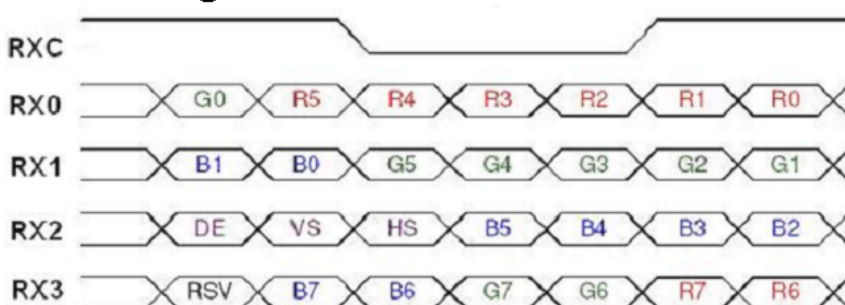 RXC
RX0 G0 R5 R4 R3 R2 R1 R0
RX1 B1 B0 G5 G4 G3 G2 G1
RX2 DE VS HS B5 B4 B3 B2
RX3 RSV B7 B6 G7 G6 R7 R6